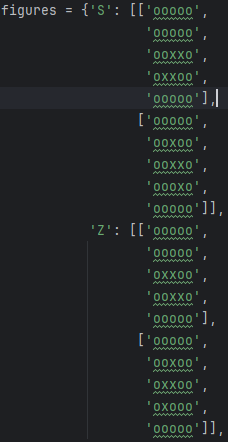 figures = {'S': [['ooooo',
'ooooo',
'ooxxo',
'oxxoo',
'ooooo'],
['ooooo',
'ooxoo',
'ooxxo',
'oooxo',
'ooooo']],
'Z': [['ooooo',
'ooooo',
'oxxoo',
'ooxxo',
'ooooo'],
['ooooo',
'ooxoo',
'oxxoo',
'oxooo',
'ooooo']],